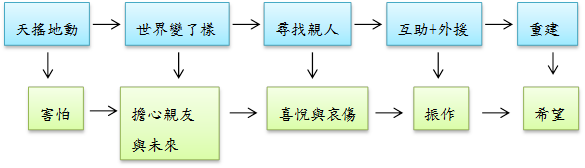 天搖地動
世界變了樣
尋找親人
互助+外援
重建
害怕
擔心親友
與未來
喜悅與哀傷
振作
希望